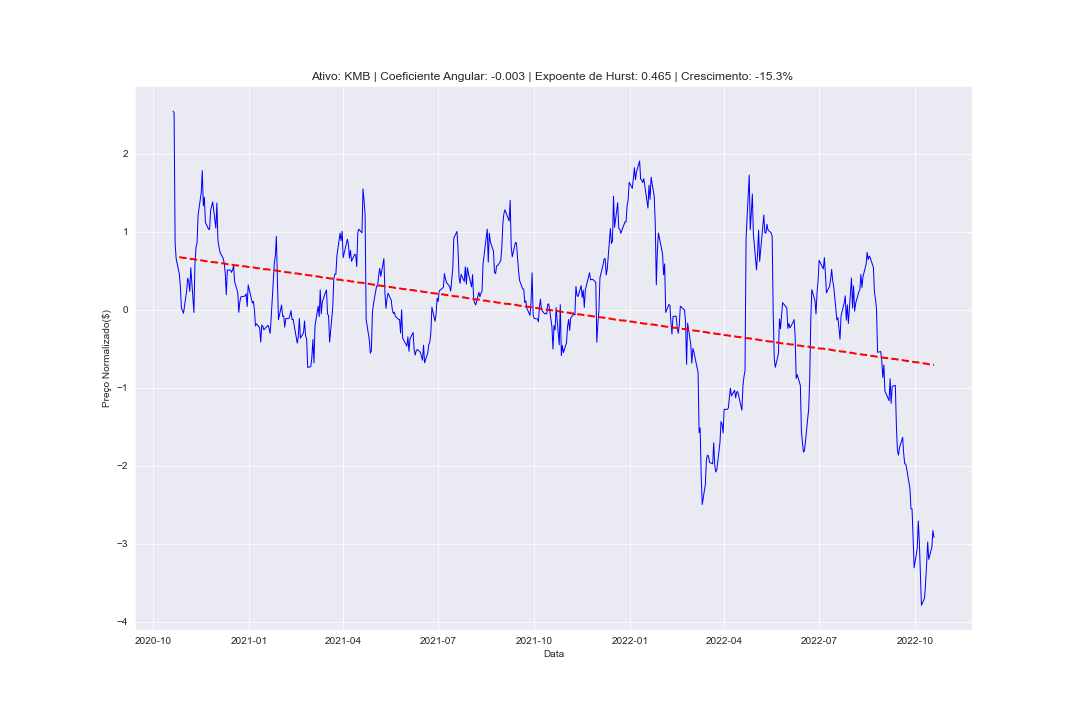 Ativo: KMB | Coeficiente Angular: -0.003 | Expoente de Hurst: 0.465 | Crescimento: -15.3%
Preço Normalizado($)
2
1
0
−1
−2
−3
−4
2020-10 2021-01 2021-04 2021-07 2021-10 2022-01 2022-04 2022-07 2022-10
Data